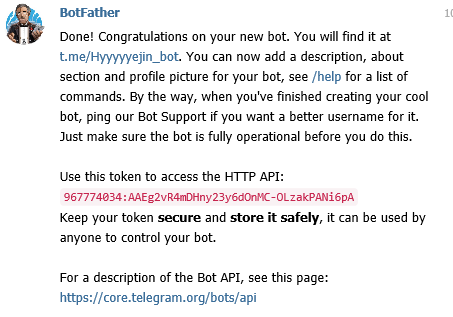 BotFather
10
Done! Congratulations on your new bot. You will find it at
t.me/Hyyyyyejin_bot. You can now add a description, about
section and profile picture for your bot, see /help for a list of
commands. By the way, when you've finished creating your cool
bot, ping our Bot Support if you want a better username for it.
Just make sure the bot is fully operational before you do this.
Use this token to access the HTTP API:
967774034:AAEg2vR4mDHny23y6dOnMC-OLzakPANi6pA
Keep your token secure and store it safely, it can be used by
anyone to control your bot.
For a description of the Bot API, see this page:
https://core.telegram.org/bots/api